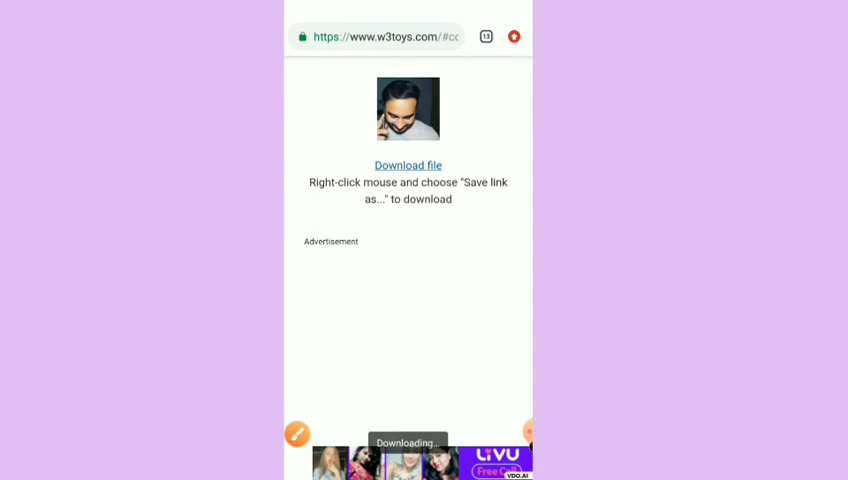 https://www.w3toys.com/#cc
13
Download file
Right-click mouse and choose "Save link
as..." to download
Advertisement
Downloading...
LIVU
Free Call
VDO.AI